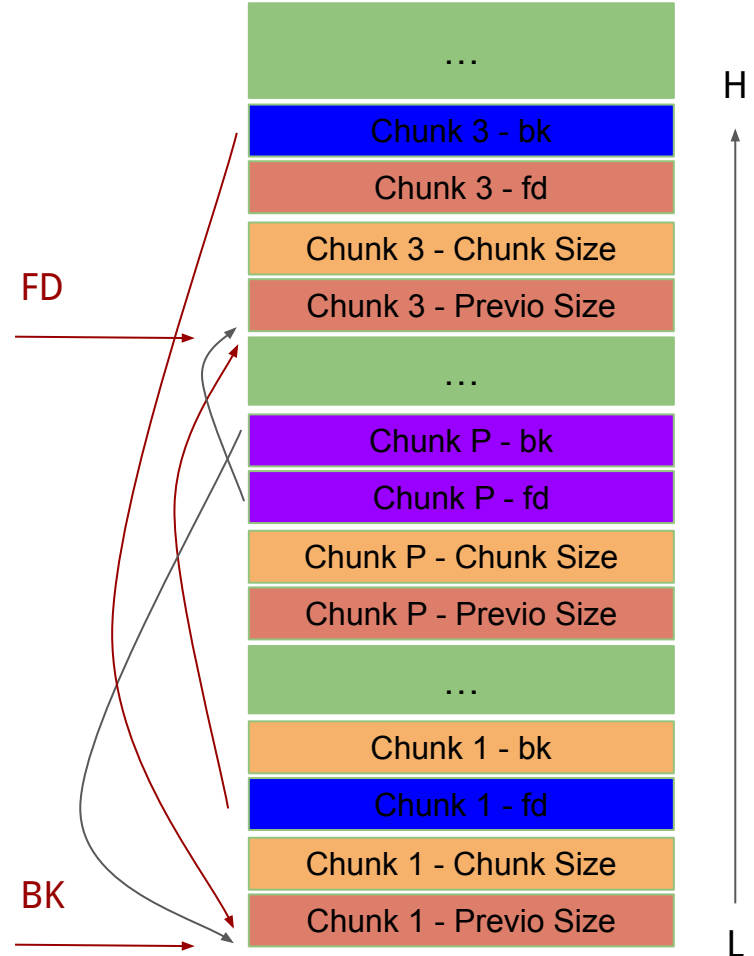 ...
H
Chunk 3 - bk
Chunk 3 - fd
Chunk 3 - Chunk Size
FD
Chunk 3 - Previo Size
...
Chunk P - bk
Chunk P - fd
Chunk P - Chunk Size
Chunk P - Previo Size
...
Chunk 1 - bk
Chunk 1 - fd
Chunk 1 - Chunk Size
BK
Chunk 1 - Previo Size
L